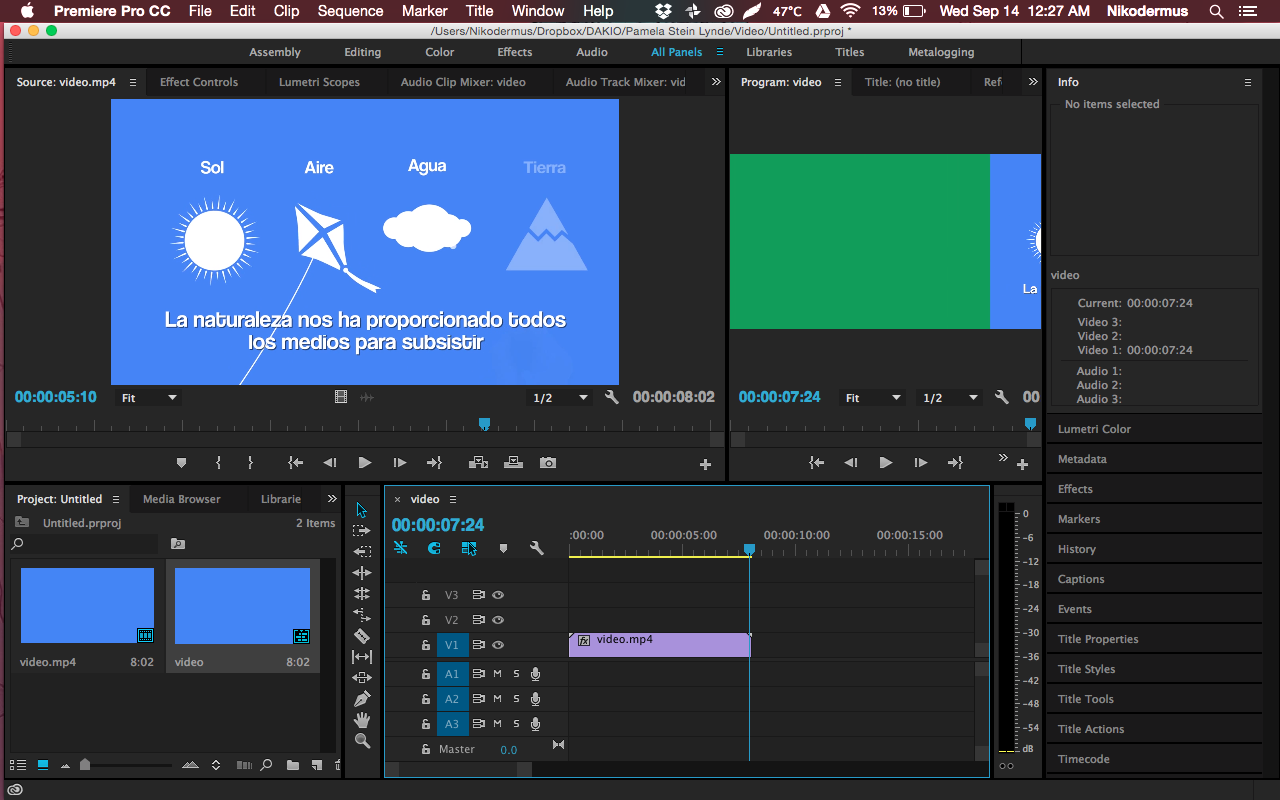 Premiere Pro CC File Edit Clip Sequence Marker Title Window Help 47°C 13% Wed Sep 14 12:27 AM Nikodermus
/Users/Nikodermus/Dropbox/DAKIO/Pamela Stein Lynde/Video/Untitled.prproj *
Assembly Editing Color Effects Audio All Panels Libraries Titles Metalogging
Source: video.mp4 Effect Controls Lumetri Scopes Audio Clip Mixer: video Audio Track Mixer: vid
Sol Aire Agua Tierra
La naturaleza nos ha proporcionado todos
los medios para subsistir
00:00:05:10 Fit 1/2 00:00:08:02
Program: video Title: (no title) Ref
La
00:00:07:24 Fit 1/2 00
Info
No items selected
video
Current: 00:00:07:24
Video 3:
Video 2:
Video 1: 00:00:07:24
Audio 1:
Audio 2:
Audio 3:
Lumetri Color
Metadata
Effects
Markers
History
Captions
Events
Title Properties
Title Styles
Title Tools
Title Actions
Timecode
Project: Untitled Media Browser Librarie
Untitled.prproj 2 Items
video.mp4 8:02 video 8:02
× video
00:00:07:24
:00:00 00:00:05:00 00:00:10:00 00:00:15:00
V3
V2
V1 fx video.mp4
A1 M S
A2 M S
A3 M S
Master 0.0
0
-6
-12
-18
-24
-30
-36
-42
-48
-54
dB